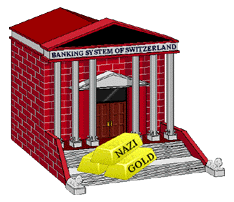 BANKING SYSTEM OF SWITZERLAND
NAZI
GOLD